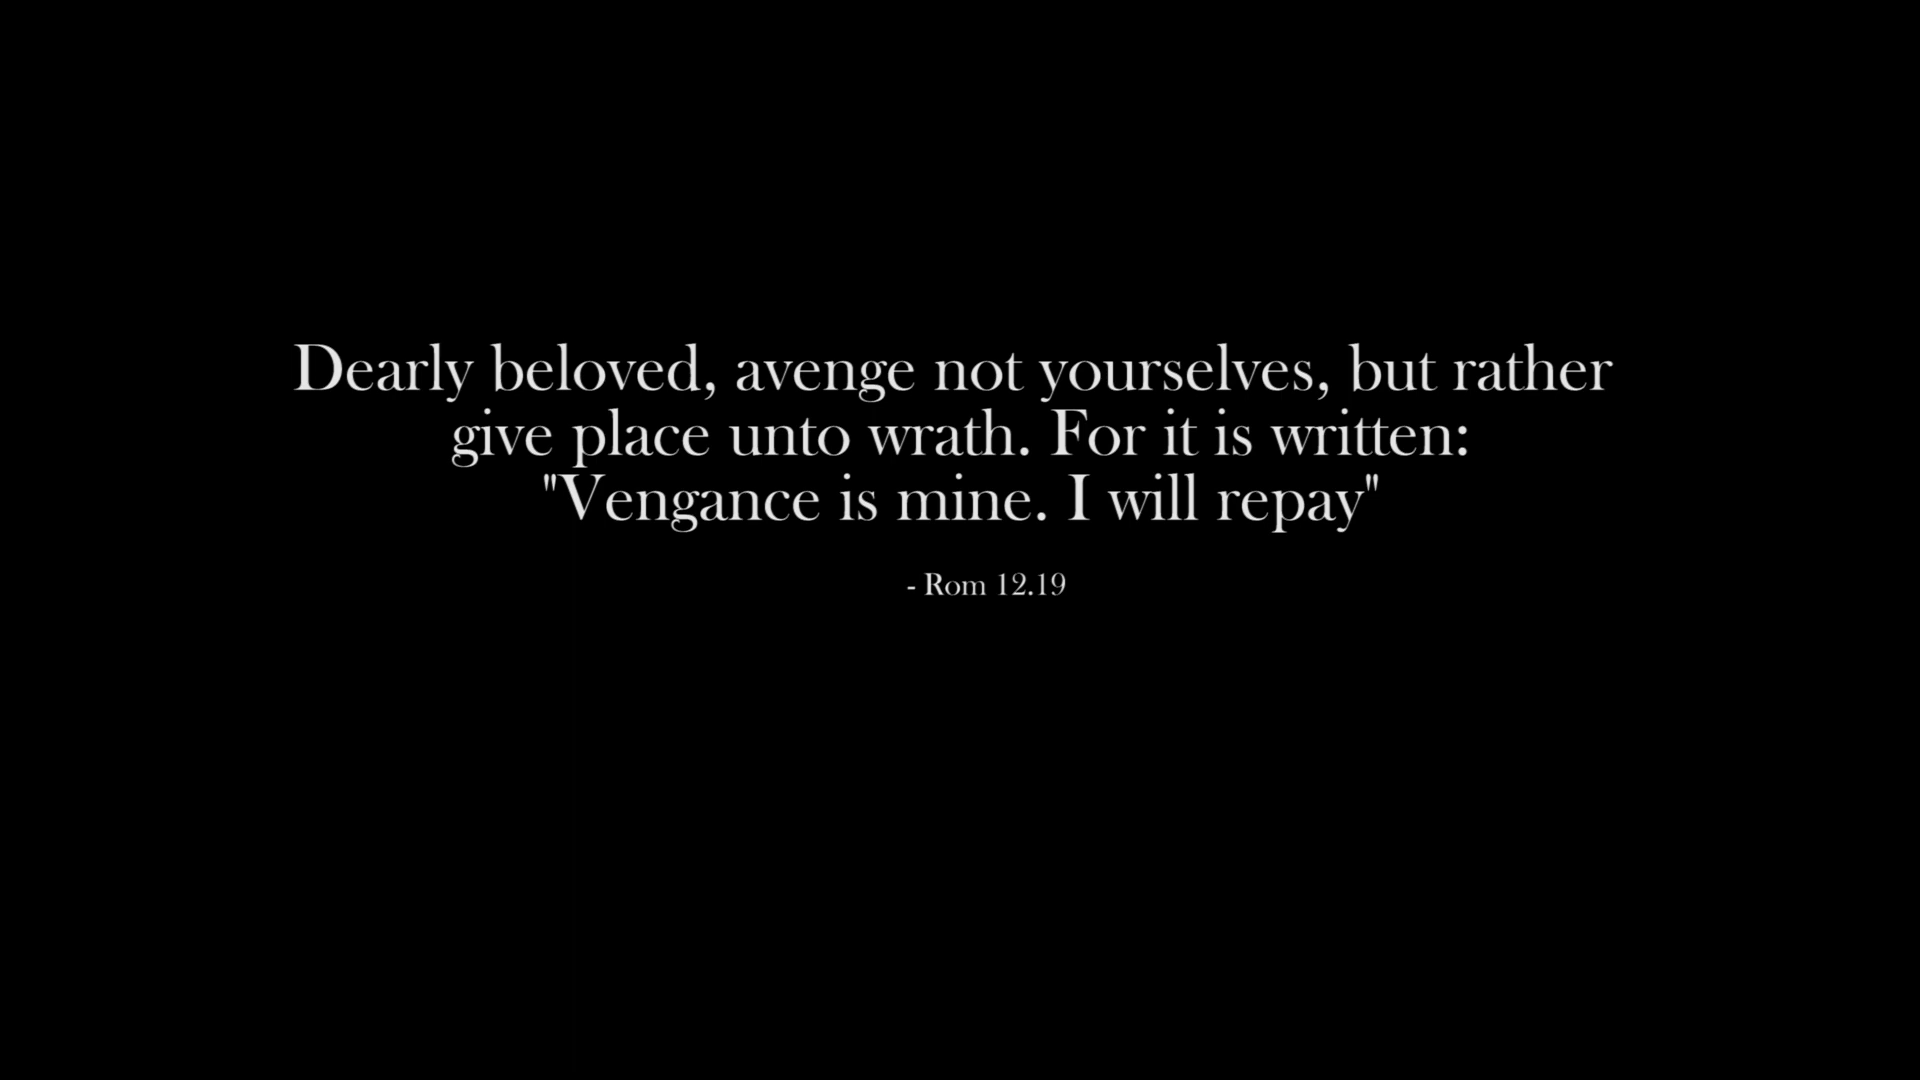 Dearly beloved, avenge not yourselves, but rather
give place unto wrath. For it is written:
"Vengance is mine. I will repay"
- Rom 12.19